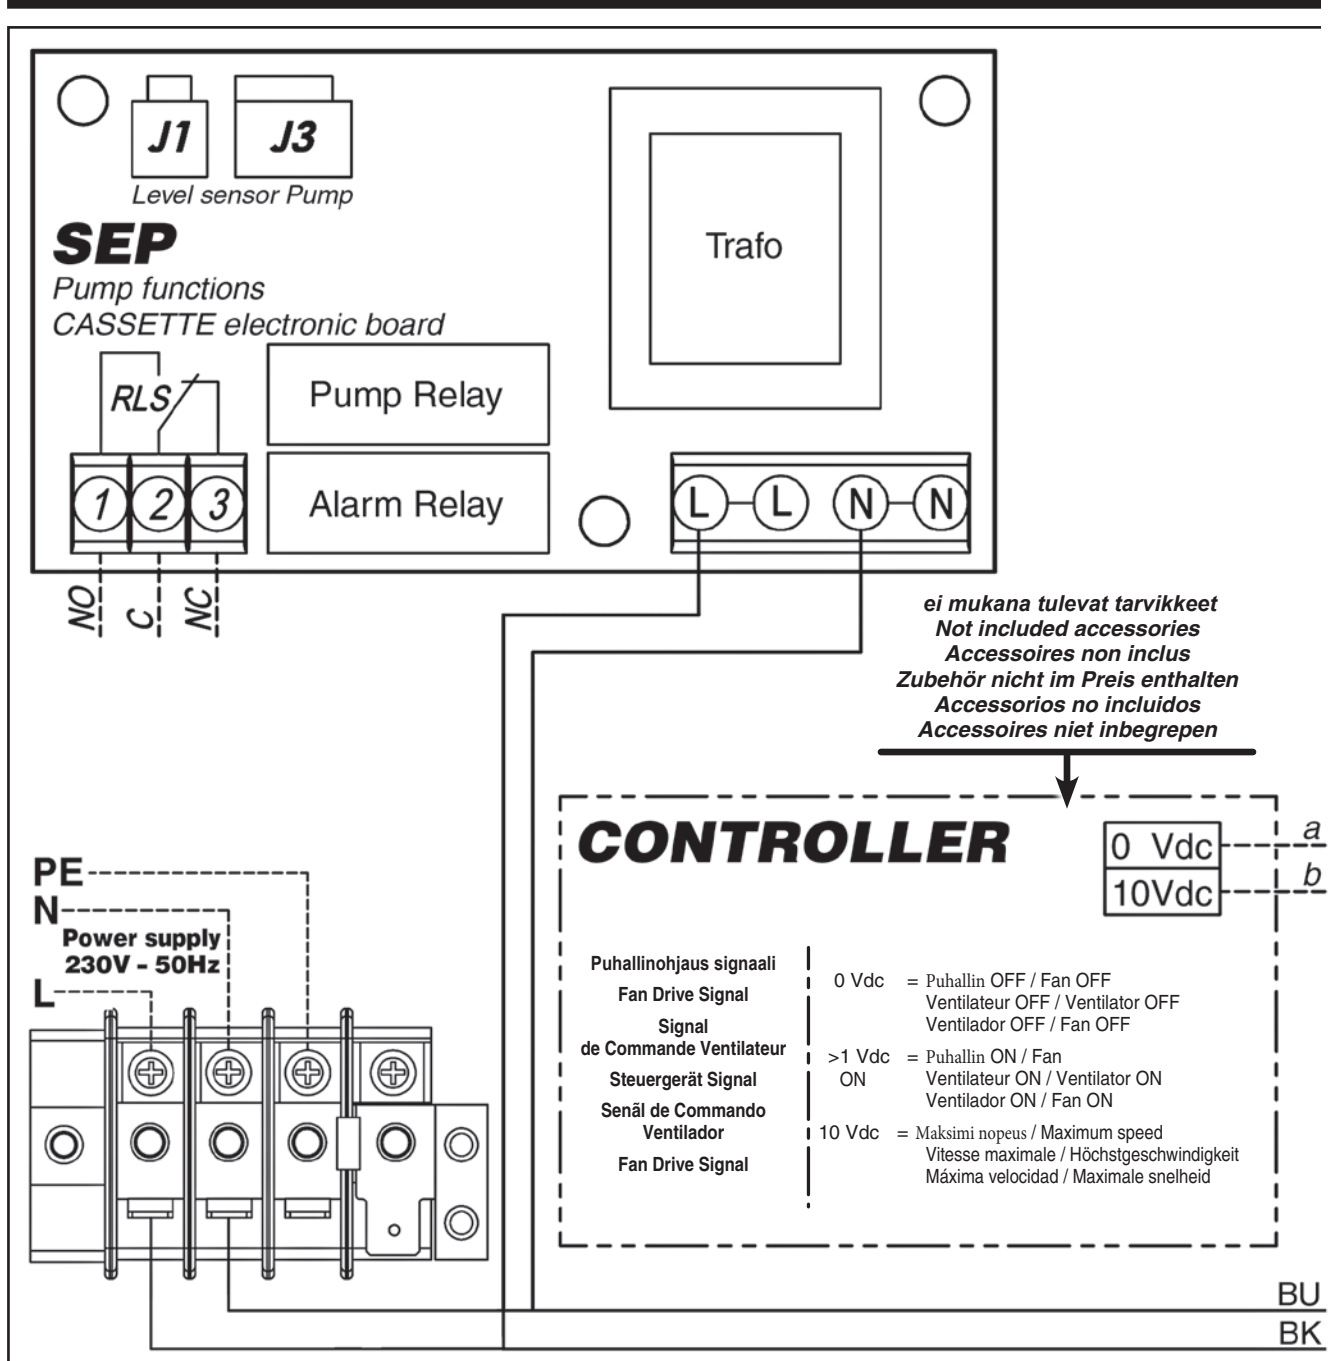 J1
J3
Level sensor Pump
SEP
Pump functions
CASSETTE electronic board
Trafo
RLS
Pump Relay
Alarm Relay
1 2 3
L L N N
NO
C
NC
ei mukana tulevat tarvikkeet
Not included accessories
Accessoires non inclus
Zubehör nicht im Preis enthalten
Accessorios no incluidos
Accessoires niet inbegrepen
CONTROLLER
0 Vdc
10Vdc
a
b
PE
N
Power supply
230V - 50Hz
L
Puhallinohjaus signaali
Fan Drive Signal
Signal
de Commande Ventilateur
Steuergerät Signal
Senãl de Commando
Ventilador
Fan Drive Signal
0 Vdc = Puhallin OFF / Fan OFF
Ventilateur OFF / Ventilator OFF
Ventilador OFF / Fan OFF
>1 Vdc = Puhallin ON / Fan
ON Ventilateur ON / Ventilator ON
Ventilador ON / Fan ON
10 Vdc = Maksimi nopeus / Maximum speed
Vitesse maximale / Höchstgeschwindigkeit
Máxima velocidad / Maximale snelheid
BU
BK